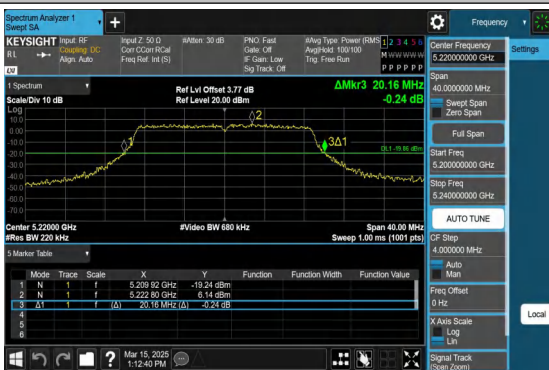 Spectrum Analyzer 1
Swept SA
Frequency
KEYSIGHT
RL
Input: RF
Coupling: DC
Align: Auto
Input Z: 50 Ω
Corr CCorr RCal
Freq Ref: Int (S)
#Atten: 30 dB
PNO: Fast
Gate: Off
IF Gain: Low
Sig Track: Off
#Avg Type: Power (RMS
Avg|Hold: 100/100
Trig: Free Run
1 2 3 4 5 6
M W W W W W
P P P P P P
Center Frequency
5.220000000 GHz
Settings
Span
40.0000000 MHz
Swept Span
Zero Span
Full Span
Start Freq
5.200000000 GHz
Stop Freq
5.240000000 GHz
AUTO TUNE
CF Step
4.000000 MHz
Auto
Man
Freq Offset
0 Hz
X Axis Scale
Log
Lin
Signal Track
(Span Zoom)
Local
1 Spectrum
Scale/Div 10 dB
Ref Lvl Offset 3.77 dB
Ref Level 20.00 dBm
ΔMkr3 20.16 MHz
-0.24 dB
Log
10.0
0.00
-10.0
-20.0
-30.0
-40.0
-50.0
-60.0
-70.0
1
2
3Δ1
Center 5.22000 GHz
#Res BW 220 kHz
#Video BW 680 kHz
Span 40.00 MHz
Sweep 1.00 ms (1001 pts)
5 Marker Table
Mode Trace Scale X Y Function Function Width Function Value
1 N 1 f 5.209 92 GHz -19.24 dBm
2 N 1 f 5.222 80 GHz 6.14 dBm
3 Δ1 1 f (Δ) 20.16 MHz (Δ) -0.24 dB
4
5
6
Mar 15, 2025
1:12:40 PM